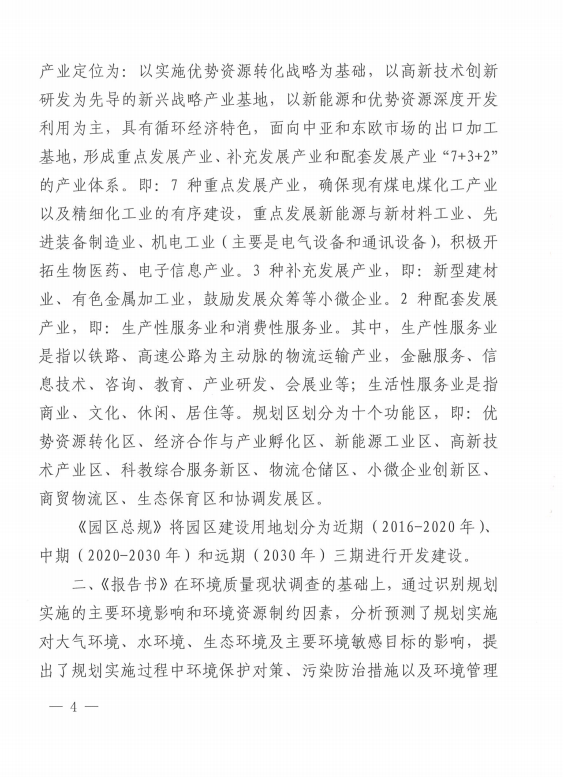 产业定位为：以实施优势资源转化战略为基础，以高新技术创新
研发为先导的新兴战略产业基地，以新能源和优势资源深度开发
利用为主，具有循环经济特色，面向中亚和东欧市场的出口加工
基地，形成重点发展产业、补充发展产业和配套发展产业“7+3+2”
的产业体系。即：7 种重点发展产业，确保现有煤电煤化工产业
以及精细化工业的有序建设，重点发展新能源与新材料工业、先
进装备制造业、机电工业（主要是电气设备和通讯设备），积极开
拓生物医药、电子信息产业。3 种补充发展产业，即：新型建材
业、有色金属加工业，鼓励发展众筹等小微企业。2 种配套发展
产业，即：生产性服务业和消费性服务业。其中，生产性服务业
是指以铁路、高速公路为主动脉的物流运输产业，金融服务、信
息技术、咨询、教育、产业研发、会展业等；生活性服务业是指
商业、文化、休闲、居住等。规划区划分为十个功能区，即：优
势资源转化区、经济合作与产业孵化区、新能源工业区、高新技
术产业区、科教综合服务新区、物流仓储区、小微企业创新区、
商贸物流区、生态保育区和协调发展区。
《园区总规》将园区建设用地划分为近期（2016-2020 年）、
中期（2020-2030 年）和远期（2030 年）三期进行开发建设。
二、《报告书》在环境质量现状调查的基础上，通过识别规划
实施的主要环境影响和环境资源制约因素，分析预测了规划实施
对大气环境、水环境、生态环境及主要环境敏感目标的影响，提
出了规划实施过程中环境保护对策、污染防治措施以及环境管理
— 4 —